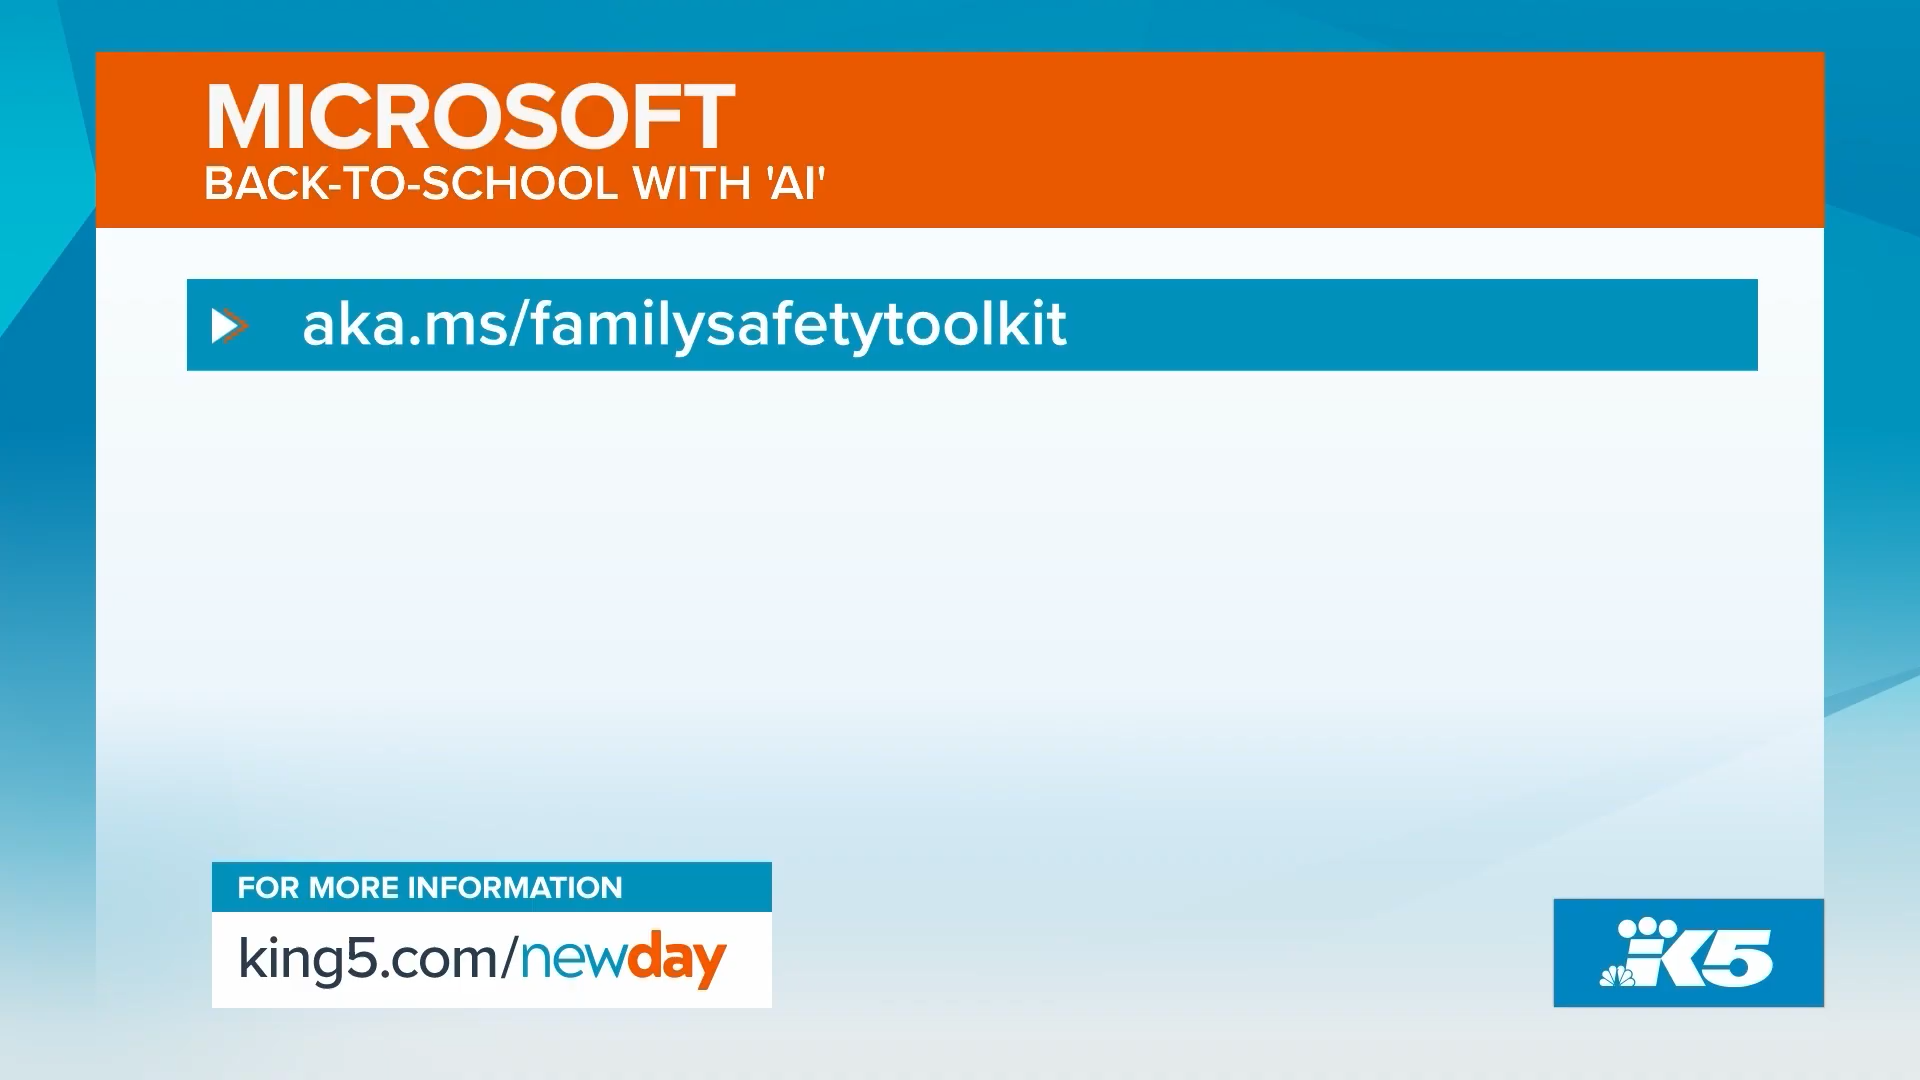 MICROSOFT
BACK-TO-SCHOOL WITH 'AI'
aka.ms/familysafetytoolkit
FOR MORE INFORMATION
king5.com/newday
K5